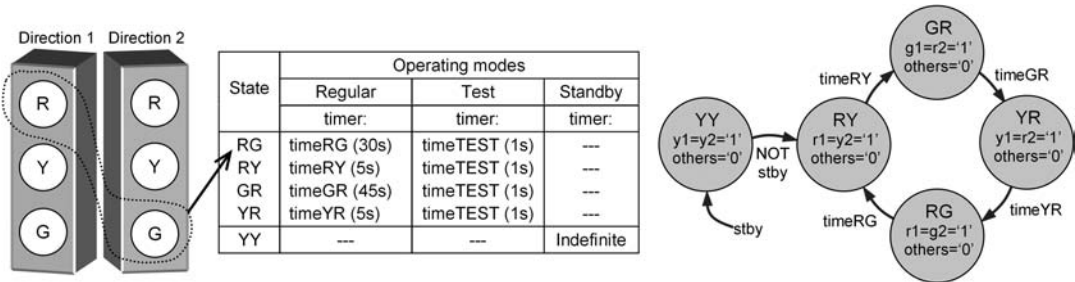 Direction 1 Direction 2
R R
Y Y
G G
State Operating modes
Regular Test Standby
timer: timer: timer:
RG timeRG (30s) timeTEST (1s) ---
RY timeRY (5s) timeTEST (1s) ---
GR timeGR (45s) timeTEST (1s) ---
YR timeYR (5s) timeTEST (1s) ---
YY --- --- Indefinite
YY
y1=y2='1'
others='0'
stby
NOT
stby
RY
r1=y2='1'
others='0'
timeRY
GR
g1=r2='1'
others='0'
timeGR
YR
y1=r2='1'
others='0'
timeYR
RG
r1=g2='1'
others='0'
timeRG